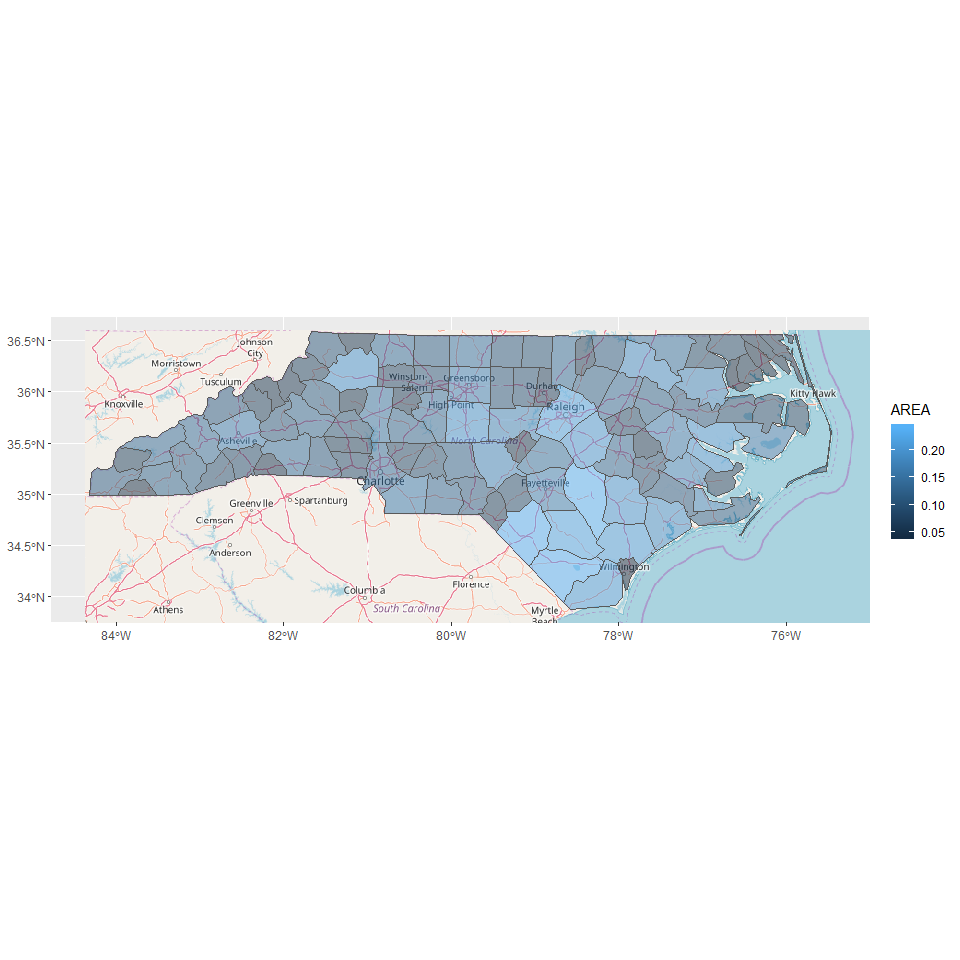 36.5°N
36°N
35.5°N
35°N
34.5°N
34°N
84°W
82°W
80°W
78°W
76°W
Johnson
City
Morristown
Tusculum
Knoxville
Kitty Hawk
Winston-
Salem
Greensboro
Durham
High Point
Raleigh
Asheville
North Carolina
Charlotte
Fayetteville
Greenville
Spartanburg
Clemson
Anderson
Wilmington
Columbia
Florence
Athens
South Carolina
Myrtle
Beach
AREA
0.20
0.15
0.10
0.05